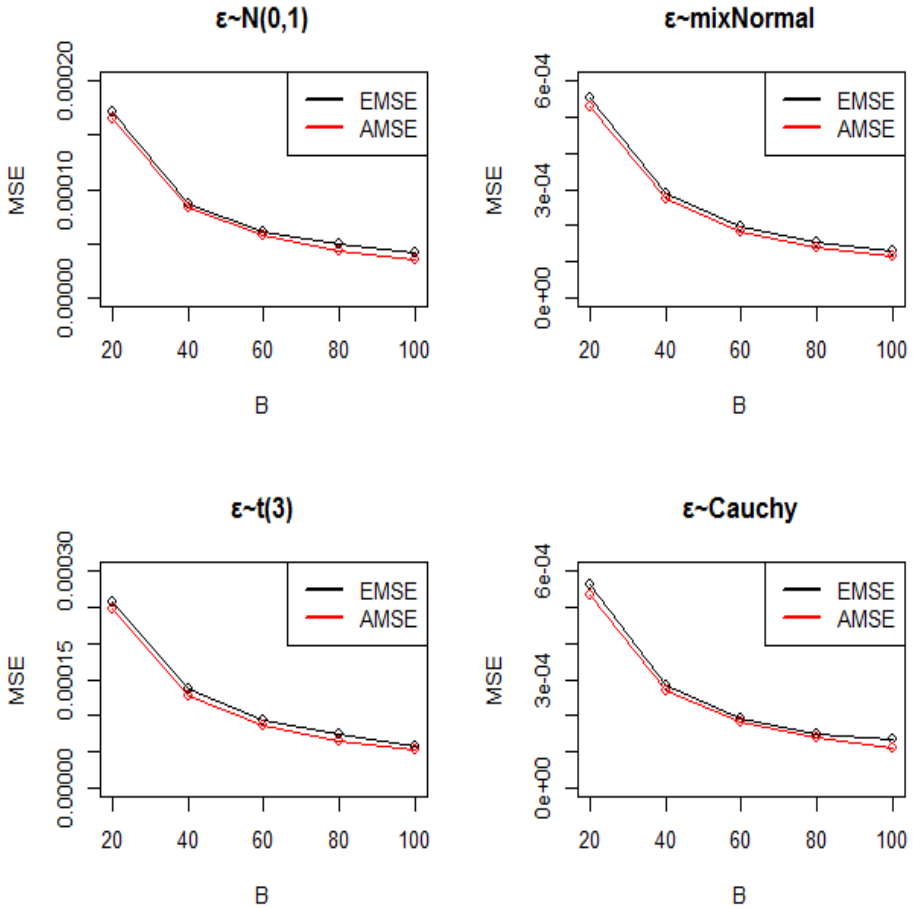 ε~N(0,1)
MSE
0.00000
0.00010
0.00020
EMSE
AMSE
20 40 60 80 100
B
ε~mixNormal
MSE
0e+00
3e-04
6e-04
EMSE
AMSE
20 40 60 80 100
B
ε~t(3)
MSE
0.00000
0.00015
0.00030
EMSE
AMSE
20 40 60 80 100
B
ε~Cauchy
MSE
0e+00
3e-04
6e-04
EMSE
AMSE
20 40 60 80 100
B